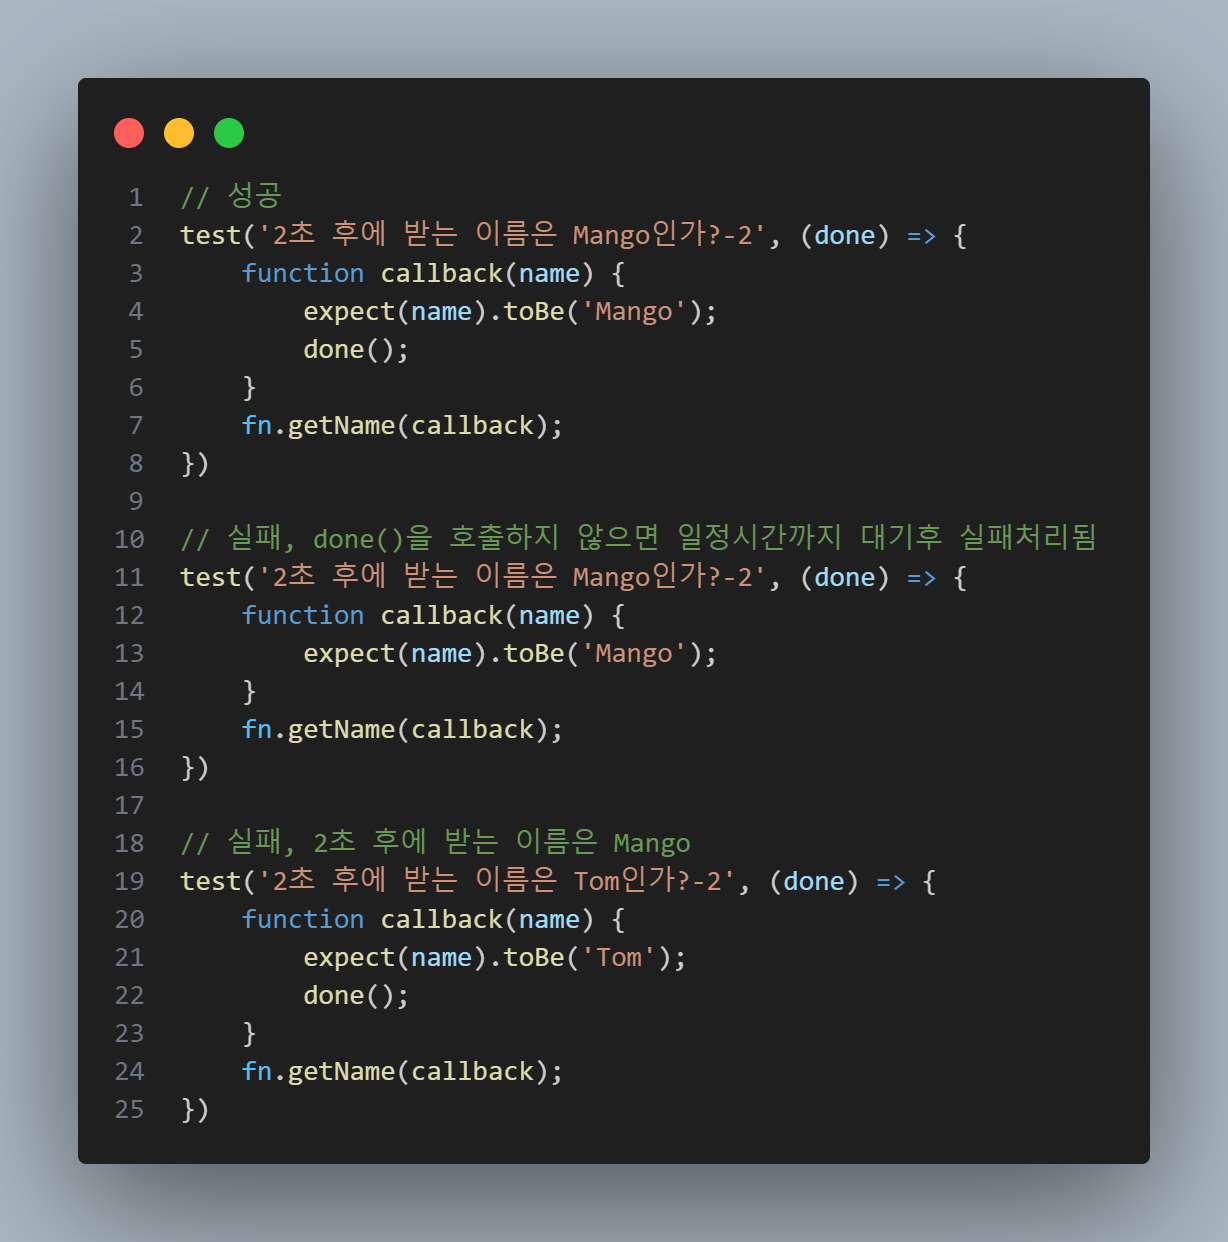 1 // 성공
2 test('2초 후에 받는 이름은 Mango인가?-2', (done) => {
3     function callback(name) {
4         expect(name).toBe('Mango');
5         done();
6     }
7     fn.getName(callback);
8 })
9
10 // 실패, done()을 호출하지 않으면 일정시간까지 대기후 실패처리됨
11 test('2초 후에 받는 이름은 Mango인가?-2', (done) => {
12     function callback(name) {
13         expect(name).toBe('Mango');
14     }
15     fn.getName(callback);
16 })
17
18 // 실패, 2초 후에 받는 이름은 Mango
19 test('2초 후에 받는 이름은 Tom인가?-2', (done) => {
20     function callback(name) {
21         expect(name).toBe('Tom');
22         done();
23     }
24     fn.getName(callback);
25 })